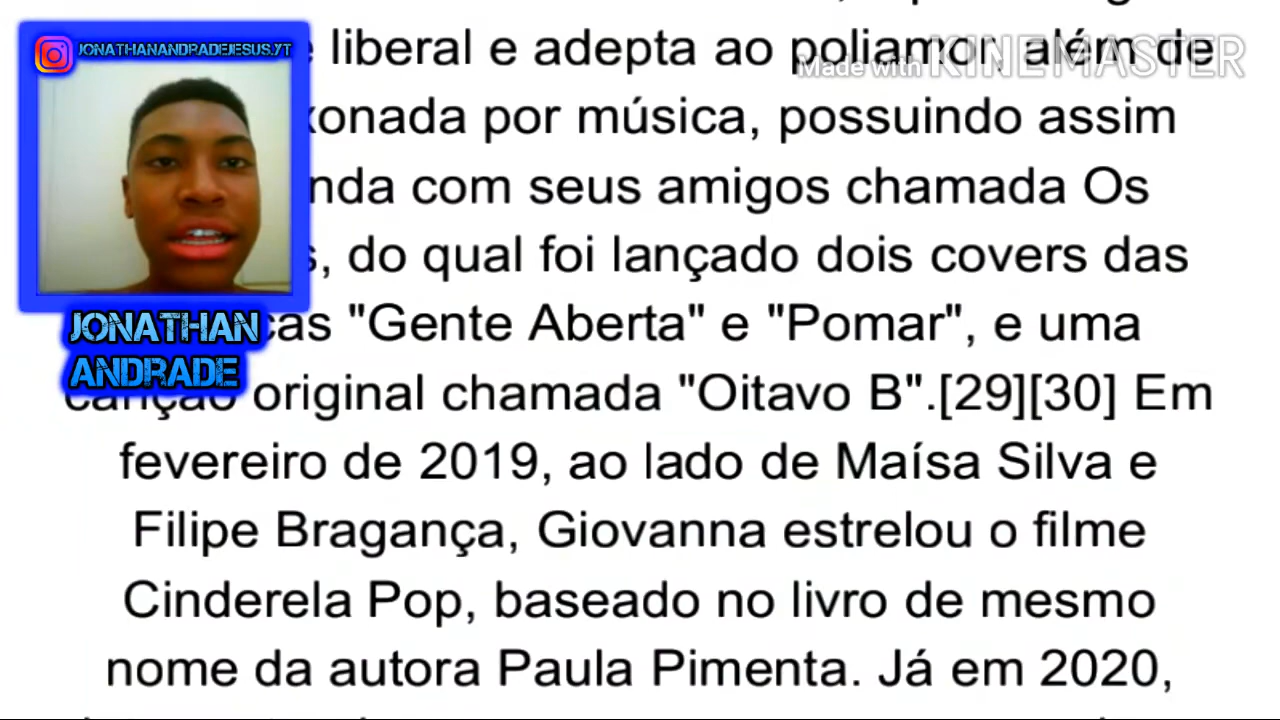 JONATHANANDRADEJESUS.YT
liberal e adepta ao poliamor, além de
Made with KINEMASTER
xonada por música, possuindo assim
nda com seus amigos chamada Os
s, do qual foi lançado dois covers das
JONATHAN
cas "Gente Aberta" e "Pomar", e uma
ANDRADE
canção original chamada "Oitavo B".[29][30] Em
fevereiro de 2019, ao lado de Maísa Silva e
Filipe Bragança, Giovanna estrelou o filme
Cinderela Pop, baseado no livro de mesmo
nome da autora Paula Pimenta. Já em 2020,